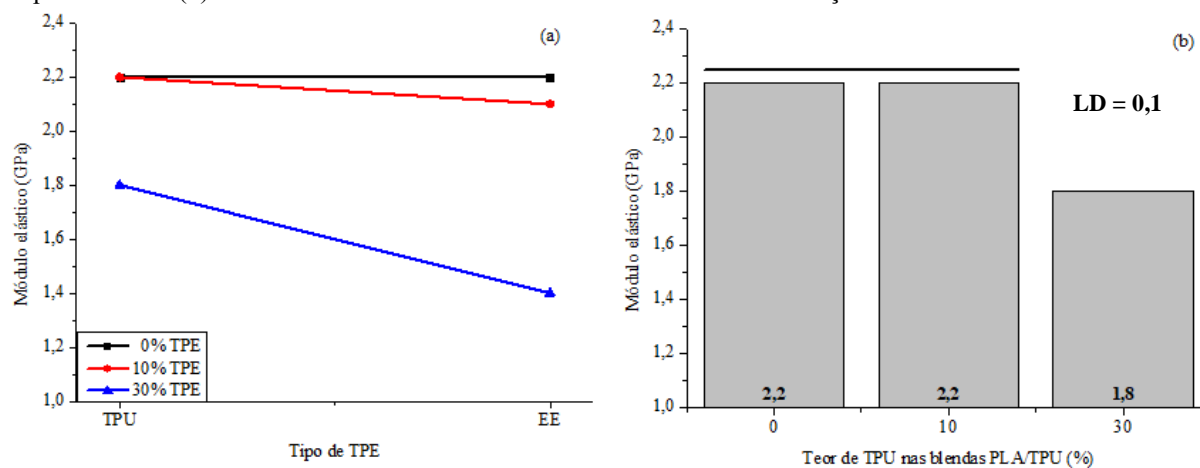 (a)
2,4
2,2
2,0
1,8
1,6
1,4
1,2
1,0
Módulo elástico (GPa)
0% TPE
10% TPE
30% TPE
TPU
EE
Tipo de TPE
(b)
2,4
2,2
2,0
1,8
1,6
1,4
1,2
1,0
Módulo elástico (GPa)
LD = 0,1
2,2
2,2
1,8
0
10
30
Teor de TPU nas blendas PLA/TPU (%)